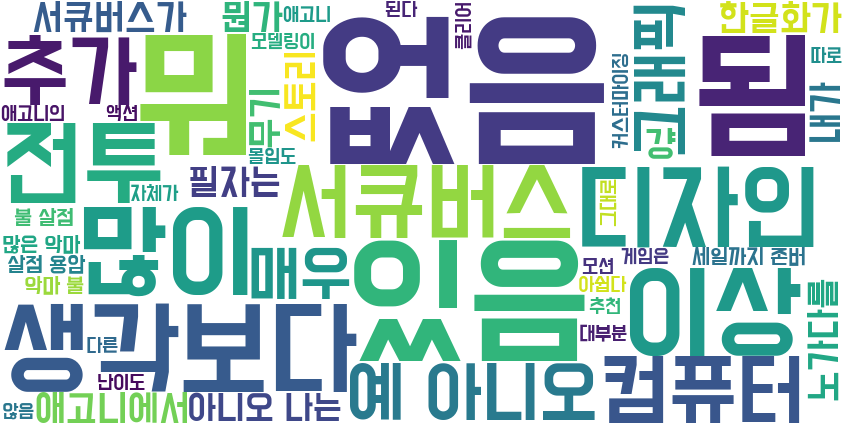 서큐버스가
뭔가
애고니
된다
클리어
한글화가
추가
뭐
모델링이
없음
그래픽
됨
따로
내가
애고니의
액션
막기
스토리
커스터마이징
걍
몰입도
전투
자체가
필자는
서큐버스
그대로
디자인
불 살점
많은 악마
살점 용암
악마 불
많이
매우
있음
모션
게임은
세일까지 존버
아쉽다
추천
대부분
이상
노가다를
생각보다
다른
난이도
않음
애고니에서
아니오 나는
예 아니오
컴퓨터